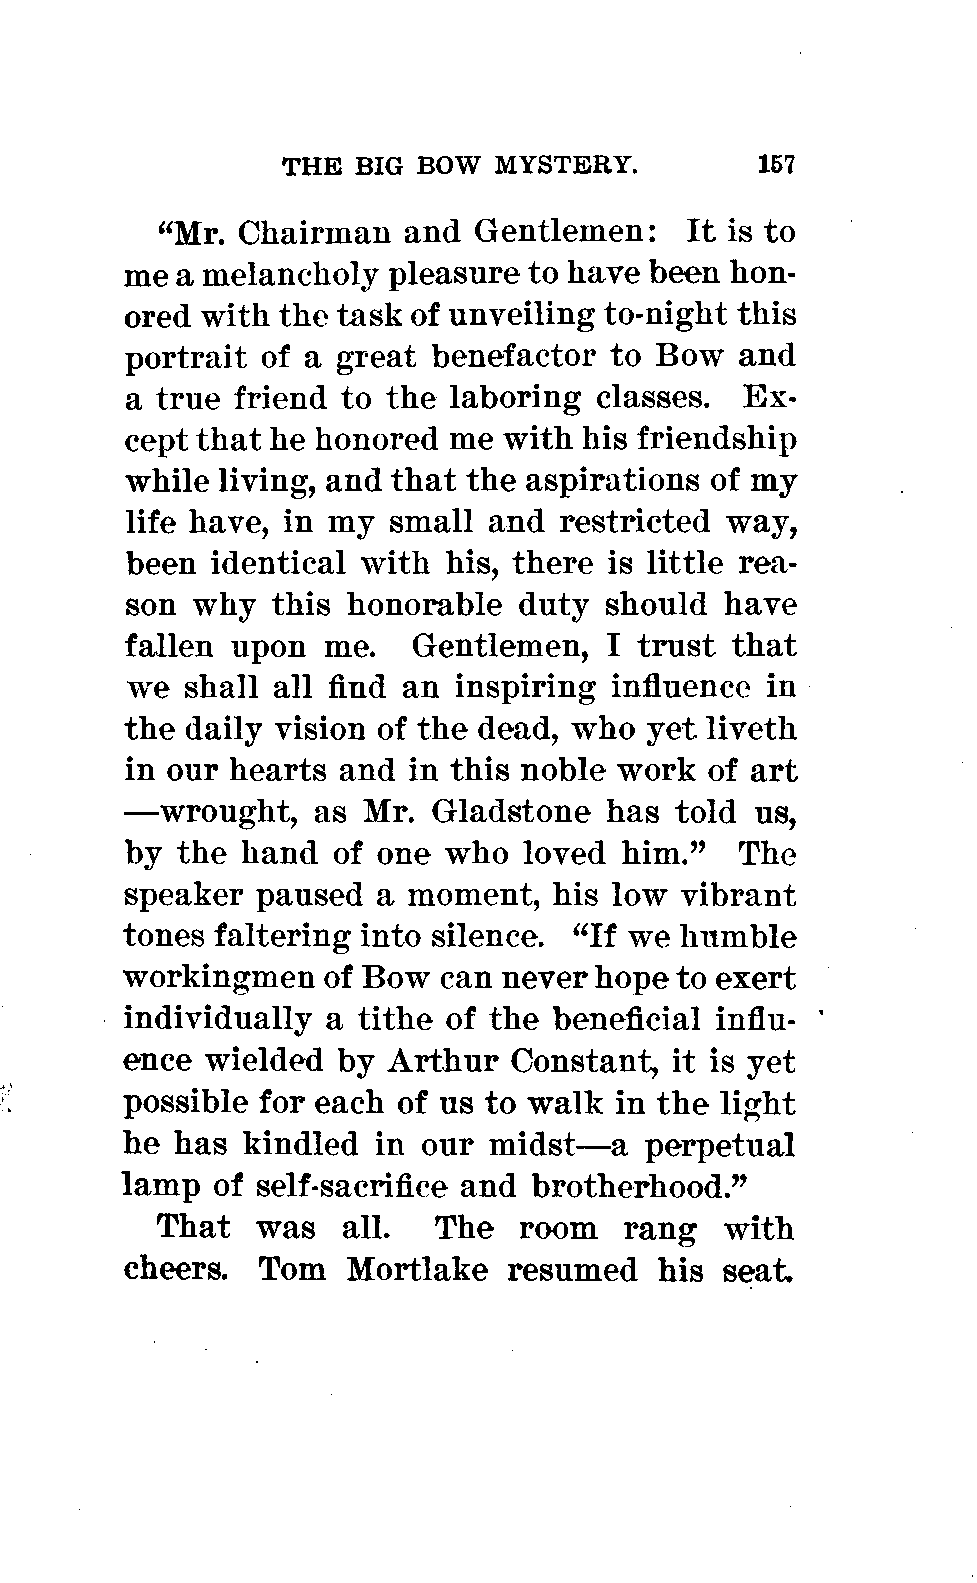 THE BIG BOW MYSTERY. 157
“Mr. Chairman and Gentlemen: It is to
me a melancholy pleasure to have been hon-
ored with the task of unveiling to-night this
portrait of a great benefactor to Bow and
a true friend to the laboring classes. Ex-
cept that he honored me with his friendship
while living, and that the aspirations of my
life have, in my small and restricted way,
been identical with his, there is little rea-
son why this honorable duty should have
fallen upon me. Gentlemen, I trust that
we shall all find an inspiring influence in
the daily vision of the dead, who yet liveth
in our hearts and in this noble work of art
—wrought, as Mr. Gladstone has told us,
by the hand of one who loved him.” The
speaker paused a moment, his low vibrant
tones faltering into silence. “If we humble
workingmen of Bow can never hope to exert
individually a tithe of the beneficial influ-
ence wielded by Arthur Constant, it is yet
possible for each of us to walk in the light
he has kindled in our midst—a perpetual
lamp of self-sacrifice and brotherhood.”
That was all. The room rang with
cheers. Tom Mortlake resumed his seat.